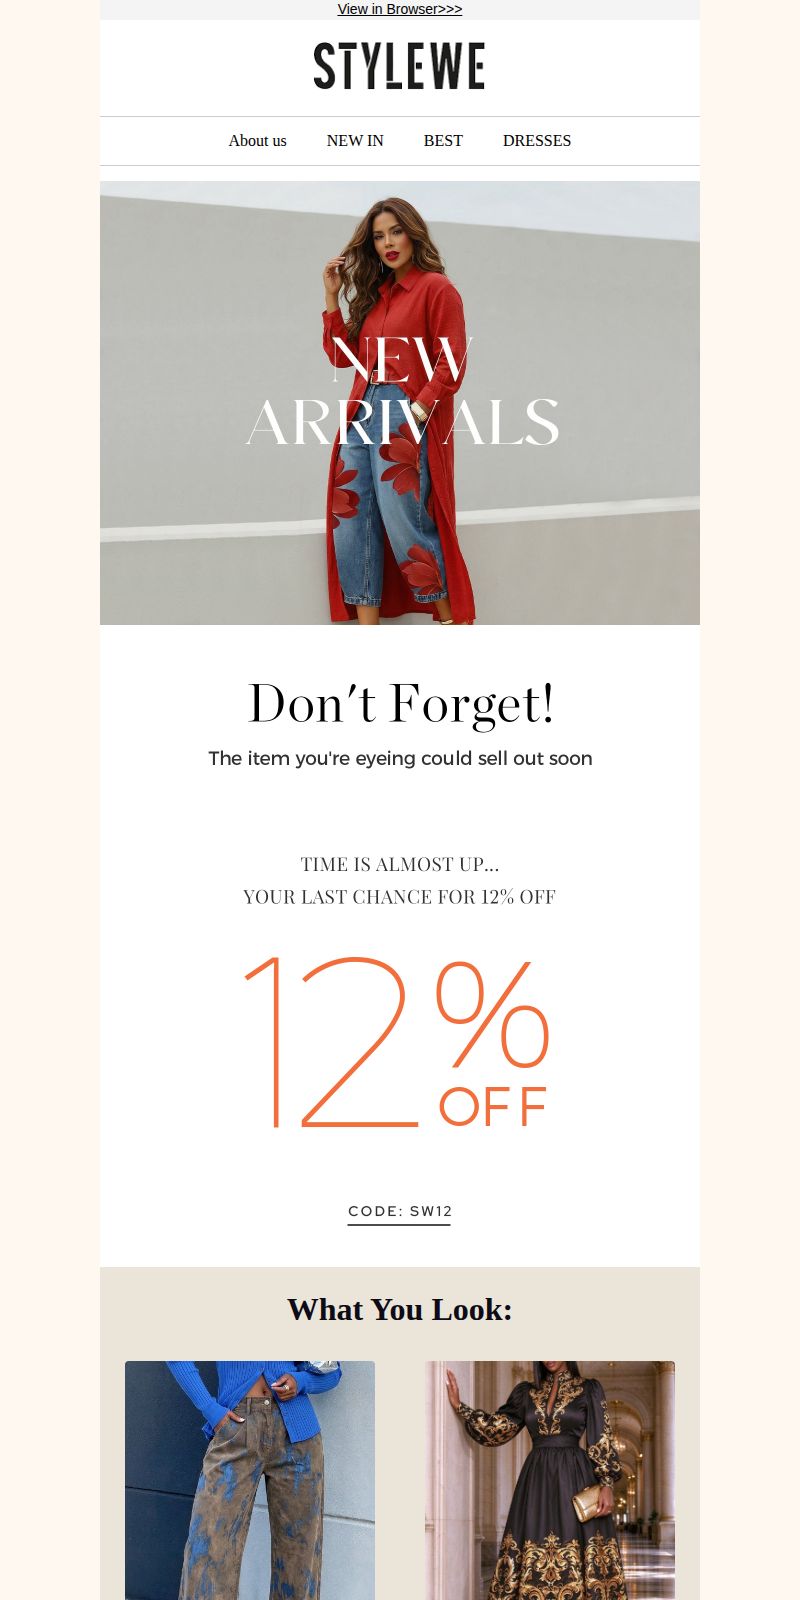 View in Browser>>>
STYLEWE
About us NEW IN BEST DRESSES
NEW
ARRIVALS
Don't Forget!
The item you're eyeing could sell out soon
TIME IS ALMOST UP...
YOUR LAST CHANCE FOR 12% OFF
12%
OFF
CODE: SW12
What You Look: